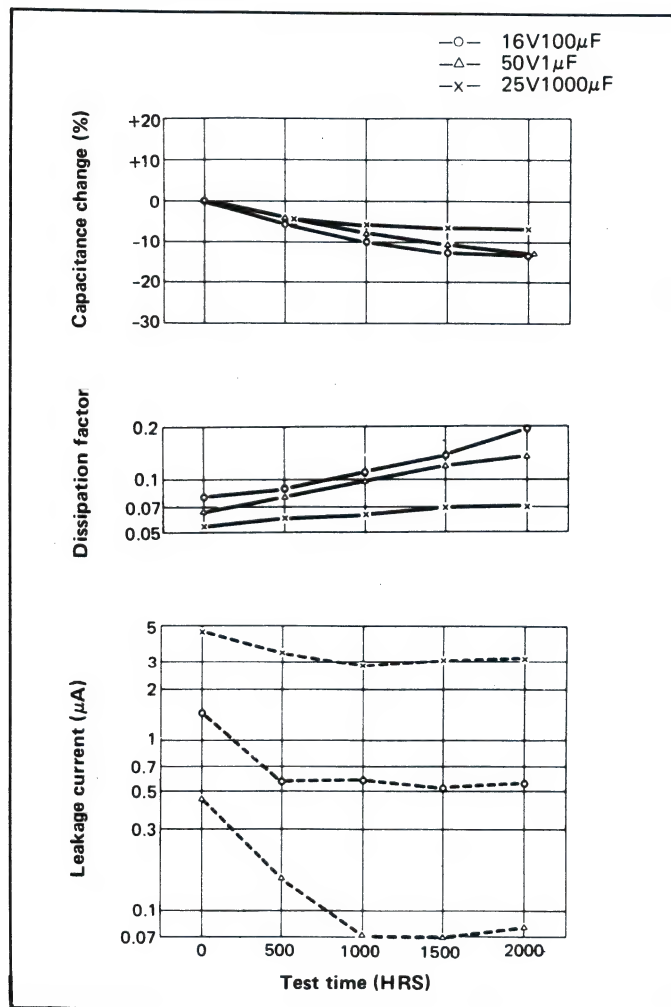 16V100μF
50V1μF
25V1000μF
Capacitance change (%)
+20
+10
0
-10
-20
-30
Dissipation factor
0.2
0.1
0.07
0.05
Leakage current (μA)
5
3
2
1
0.7
0.5
0.3
0.1
0.07
0 500 1000 1500 2000
Test time (HRS)